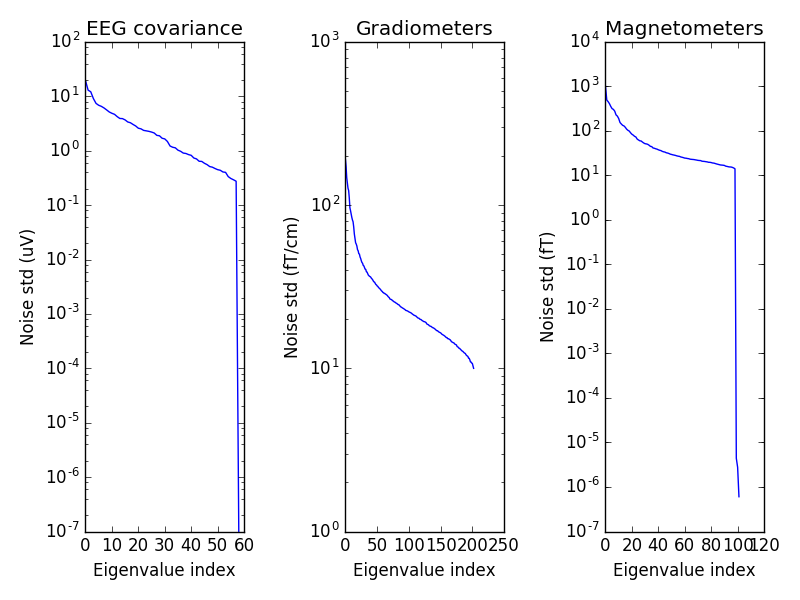 EEG covariance
10^2
10^1
10^0
10^-1
10^-2
10^-3
10^-4
10^-5
10^-6
10^-7
Noise std (uV)
0 10 20 30 40 50 60
Eigenvalue index
Gradiometers
10^3
10^2
10^1
10^0
Noise std (fT/cm)
0 50 100 150 200 250
Eigenvalue index
Magnetometers
10^4
10^3
10^2
10^1
10^0
10^-1
10^-2
10^-3
10^-4
10^-5
10^-6
10^-7
Noise std (fT)
0 20 40 60 80 100 120
Eigenvalue index